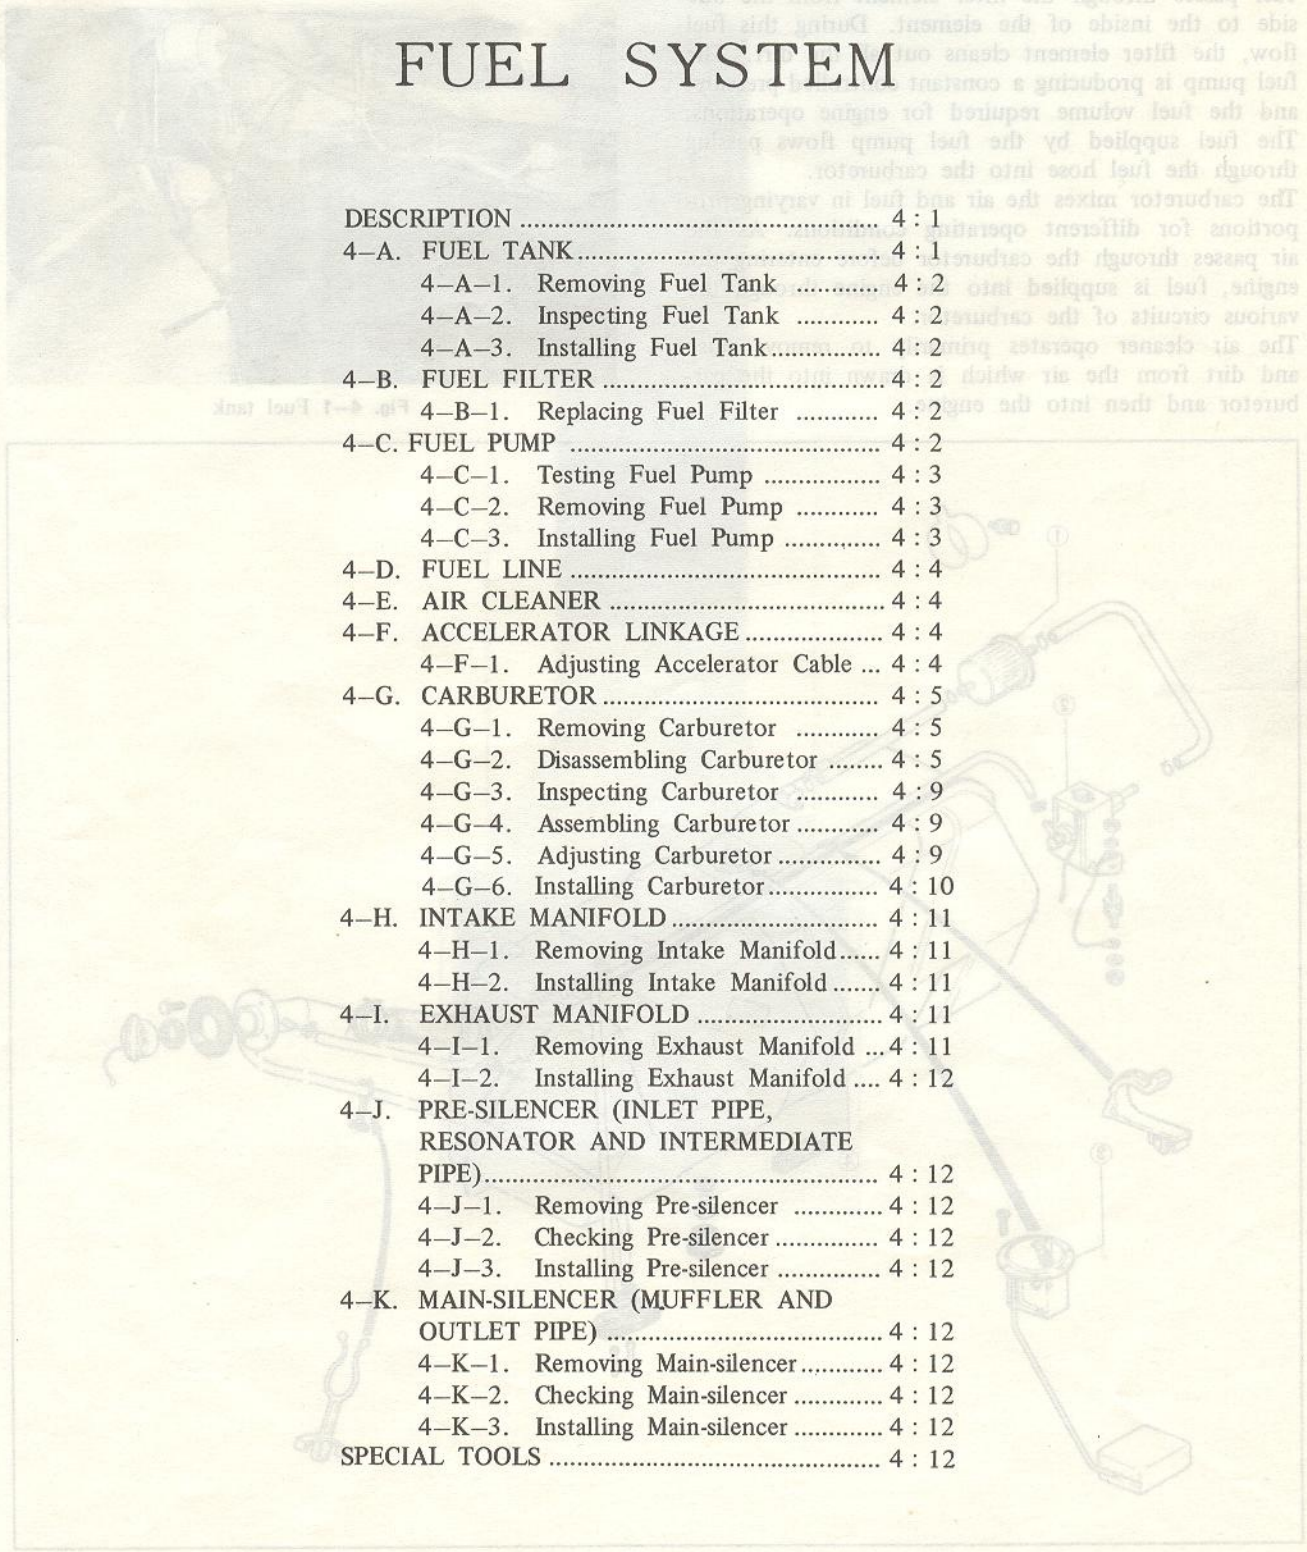 FUEL SYSTEM
DESCRIPTION ................ 4 : 1
4–A. FUEL TANK ................ 4 : 1
4–A–1. Removing Fuel Tank ............ 4 : 2
4–A–2. Inspecting Fuel Tank ............ 4 : 2
4–A–3. Installing Fuel Tank ............ 4 : 2
4–B. FUEL FILTER ................ 4 : 2
4–B–1. Replacing Fuel Filter ............ 4 : 2
4–C. FUEL PUMP ................ 4 : 2
4–C–1. Testing Fuel Pump ............ 4 : 3
4–C–2. Removing Fuel Pump ............ 4 : 3
4–C–3. Installing Fuel Pump ............ 4 : 3
4–D. FUEL LINE ................ 4 : 4
4–E. AIR CLEANER ................ 4 : 4
4–F. ACCELERATOR LINKAGE ............ 4 : 4
4–F–1. Adjusting Accelerator Cable ... 4 : 4
4–G. CARBURETOR ................ 4 : 5
4–G–1. Removing Carburetor ............ 4 : 5
4–G–2. Disassembling Carburetor ........ 4 : 5
4–G–3. Inspecting Carburetor ............ 4 : 9
4–G–4. Assembling Carburetor ............ 4 : 9
4–G–5. Adjusting Carburetor ............ 4 : 9
4–G–6. Installing Carburetor ............ 4 : 10
4–H. INTAKE MANIFOLD ................ 4 : 11
4–H–1. Removing Intake Manifold ...... 4 : 11
4–H–2. Installing Intake Manifold ....... 4 : 11
4–I. EXHAUST MANIFOLD ................ 4 : 11
4–I–1. Removing Exhaust Manifold ... 4 : 11
4–I–2. Installing Exhaust Manifold .... 4 : 12
4–J. PRE-SILENCER (INLET PIPE,
RESONATOR AND INTERMEDIATE
PIPE) ................ 4 : 12
4–J–1. Removing Pre-silencer ............ 4 : 12
4–J–2. Checking Pre-silencer ............ 4 : 12
4–J–3. Installing Pre-silencer ............ 4 : 12
4–K. MAIN-SILENCER (MUFFLER AND
OUTLET PIPE) ................ 4 : 12
4–K–1. Removing Main-silencer ............ 4 : 12
4–K–2. Checking Main-silencer ............ 4 : 12
4–K–3. Installing Main-silencer ............ 4 : 12
SPECIAL TOOLS ................ 4 : 12